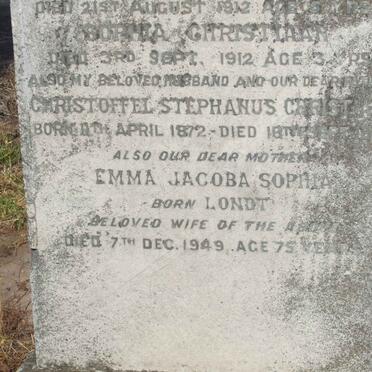 DIED 21ST AUGUST 1912
SOPHIA CHRISTIAAN
DIED 3RD SEPT. 1912 AGE 3
ALSO MY BELOVED HUSBAND AND OUR DEAR
CHRISTOFFEL STEPHANUS
BORN APRIL 1872 - DIED
ALSO OUR DEAR MOTHER
EMMA JACOBA SOPHIA
BORN LONDT
BELOVED WIFE OF THE
DIED 7TH DEC. 1949. AGE 75 YEARS